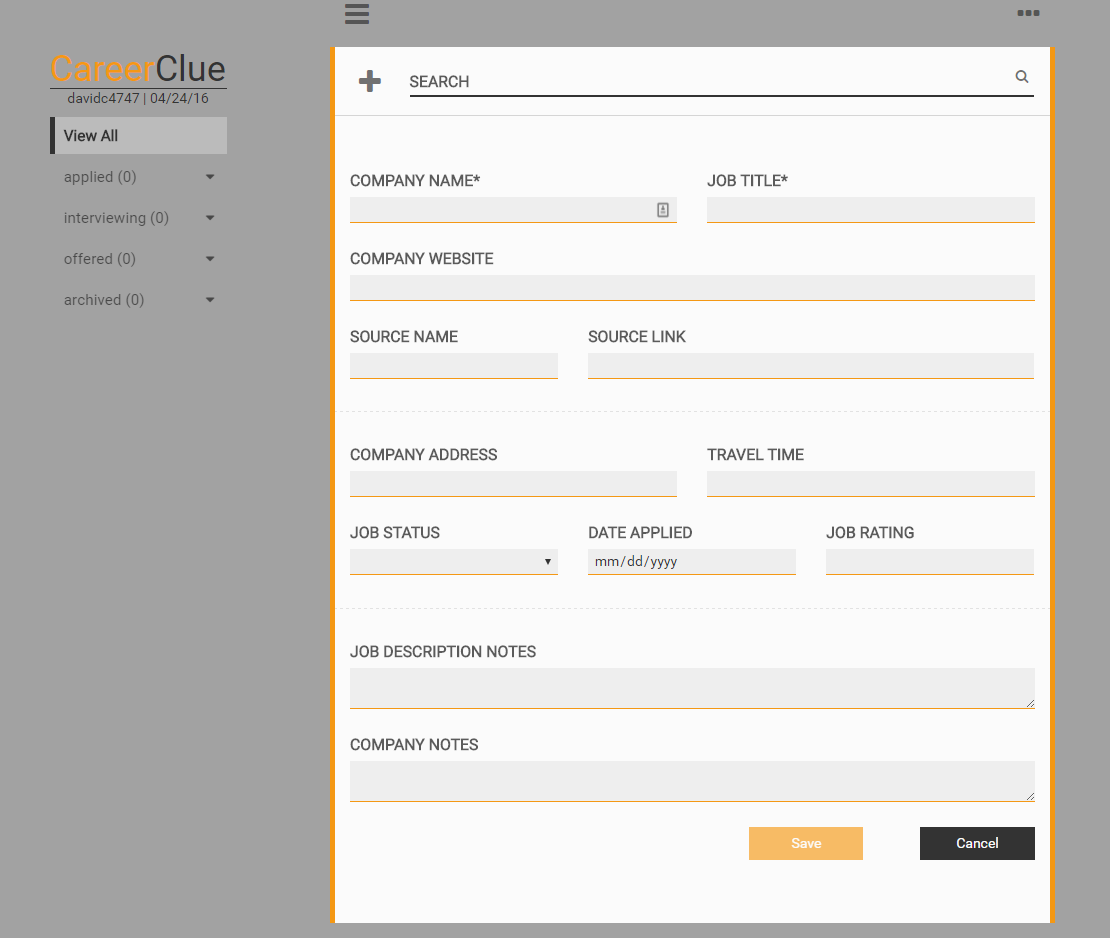 CareerClue
davidc4747 | 04/24/16
View All
applied (0)
interviewing (0)
offered (0)
archived (0)
SEARCH
COMPANY NAME*
JOB TITLE*
COMPANY WEBSITE
SOURCE NAME
SOURCE LINK
COMPANY ADDRESS
TRAVEL TIME
JOB STATUS
DATE APPLIED
JOB RATING
mm/dd/yyyy
JOB DESCRIPTION NOTES
COMPANY NOTES
Save
Cancel